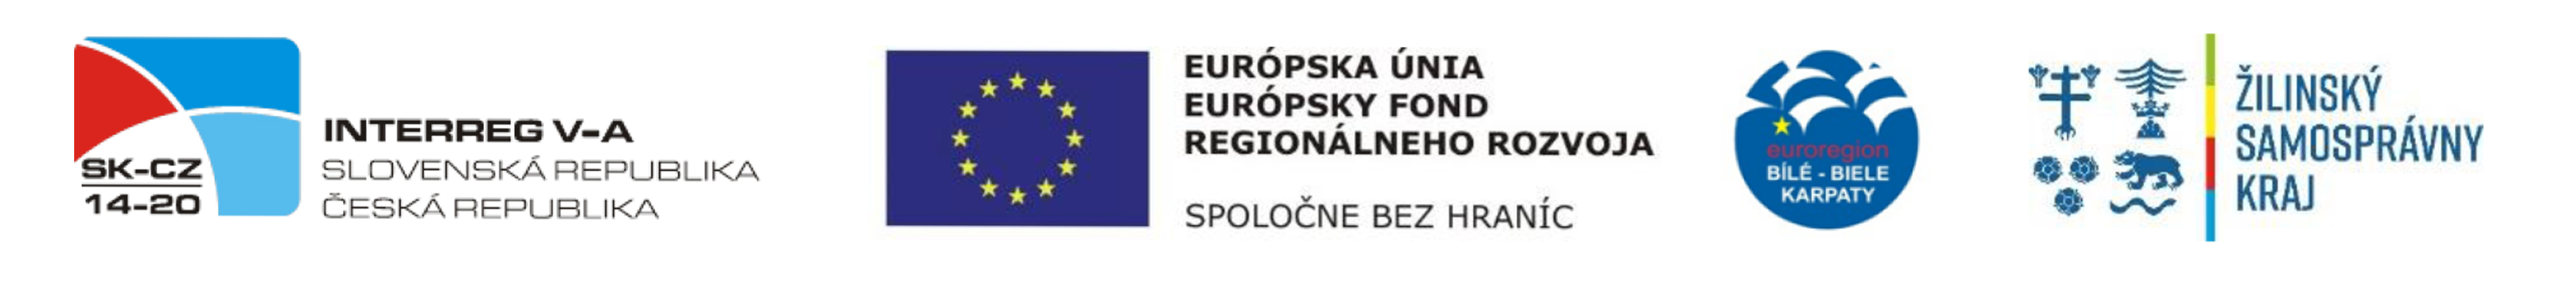 SK-CZ
14-20
INTERREG V-A
SLOVENSKÁ REPUBLIKA
ČESKÁ REPUBLIKA
EURÓPSKA ÚNIA
EURÓPSKY FOND
REGIONÁLNEHO ROZVOJA
SPOLOČNE BEZ HRANÍC
euroregion
BÍLÉ - BIELE
KARPATY
ŽILINSKÝ
SAMOSPRÁVNY
KRAJ